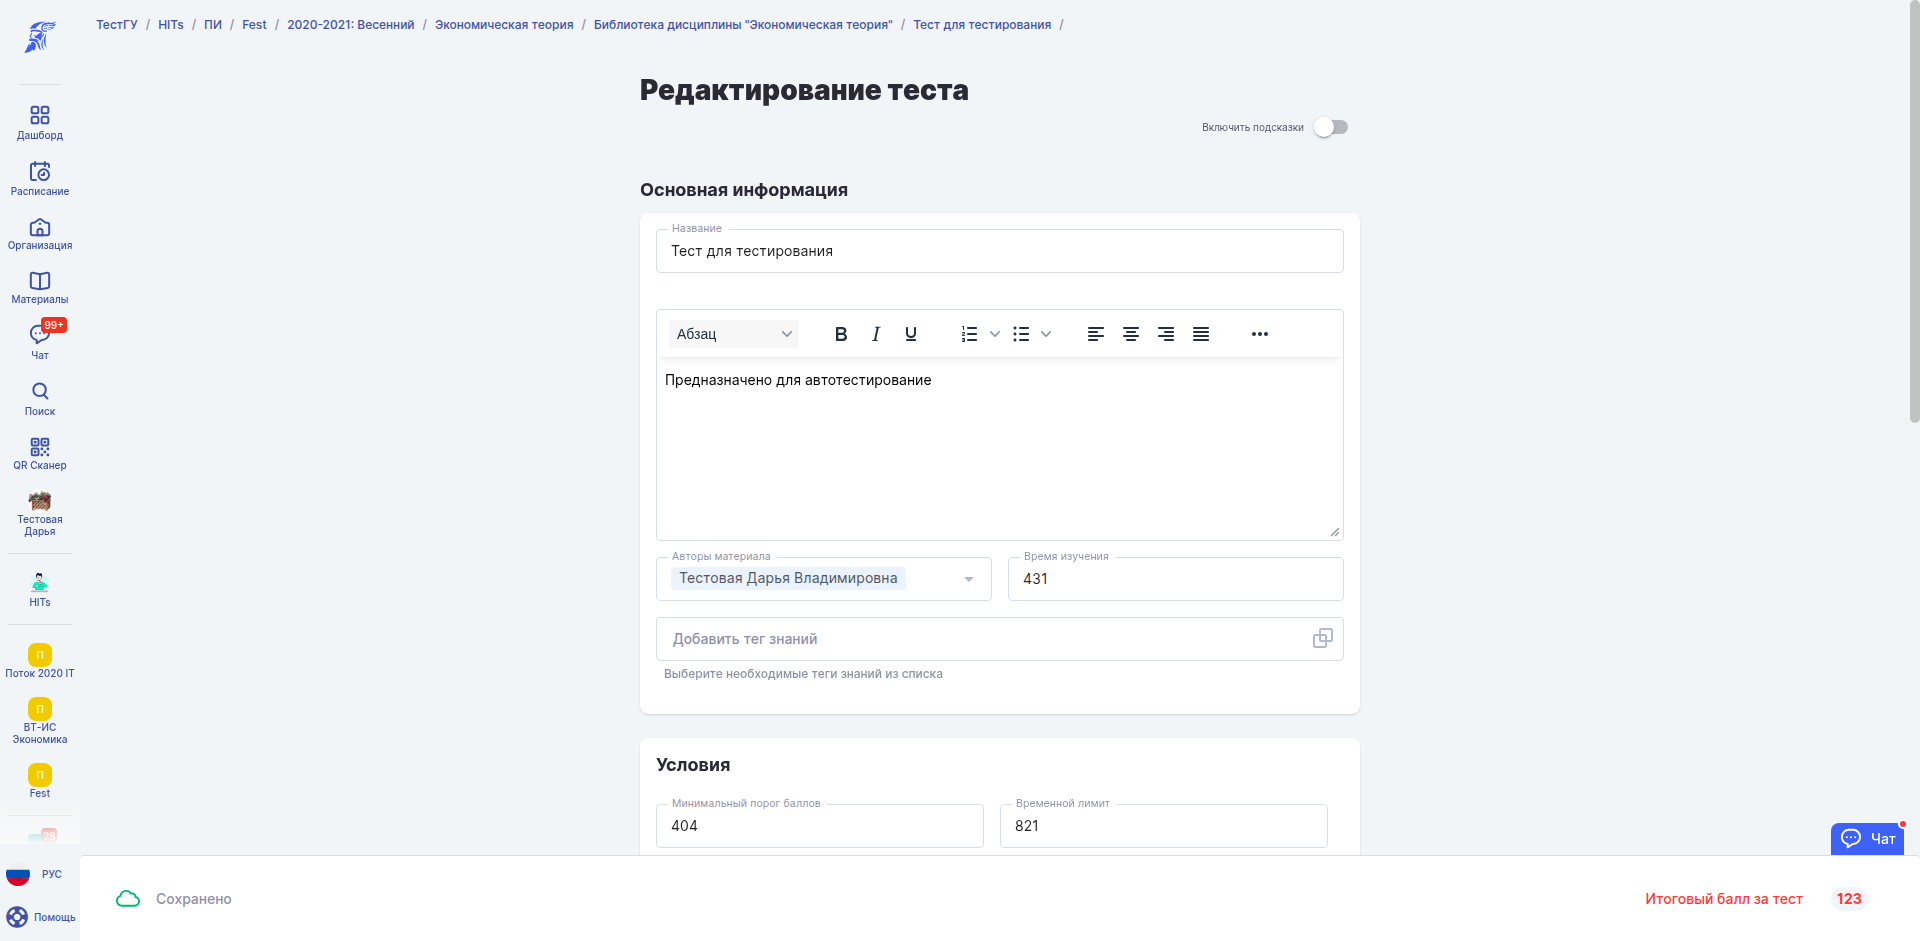 ТестГУ / HITs / ПИ / Fest / 2020-2021: Весенний / Экономическая теория / Библиотека дисциплины "Экономическая теория" / Тест для тестирования /
Дашборд
Расписание
Организация
Материалы
99+
Чат
Поиск
QR Сканер
Тестовая
Дарья
HITs
П
Поток 2020 IT
П
ВТ-ИС
Экономика
П
Fest
28
РУС
Помощь
Редактирование теста
Включить подсказки
Основная информация
Название
Тест для тестирования
Абзац
Предназначено для автотестирование
Авторы материала
Тестовая Дарья Владимировна
Время изучения
431
Добавить тег знаний
Выберите необходимые теги знаний из списка
Условия
Минимальный порог баллов
404
Временной лимит
821
Чат
Сохранено
Итоговый балл за тест 123